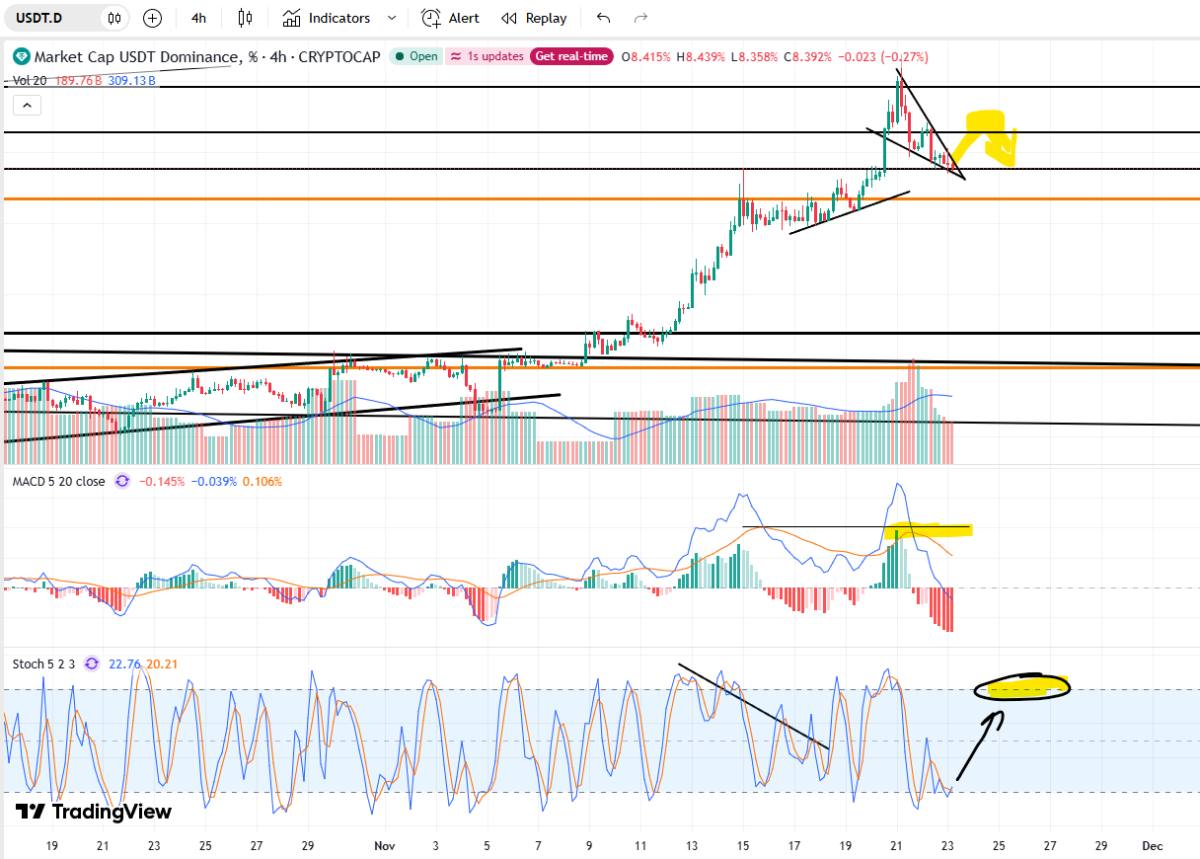 USDT.D 4h Indicators Alert Replay
Market Cap USDT Dominance, % · 4h · CRYPTOCAP Open 1s updates Get real-time O8.415% H8.439% L8.358% C8.392% −0.023 (−0.27%)
Vol 20 189.76 B 309.13 B
MACD 5 20 close −0.145% −0.039% 0.106%
Stoch 5 2 3 22.76 20.21
TradingView
19 21 23 25 27 29 Nov 3 5 7 9 11 13 15 17 19 21 23 25 27 29 Dec